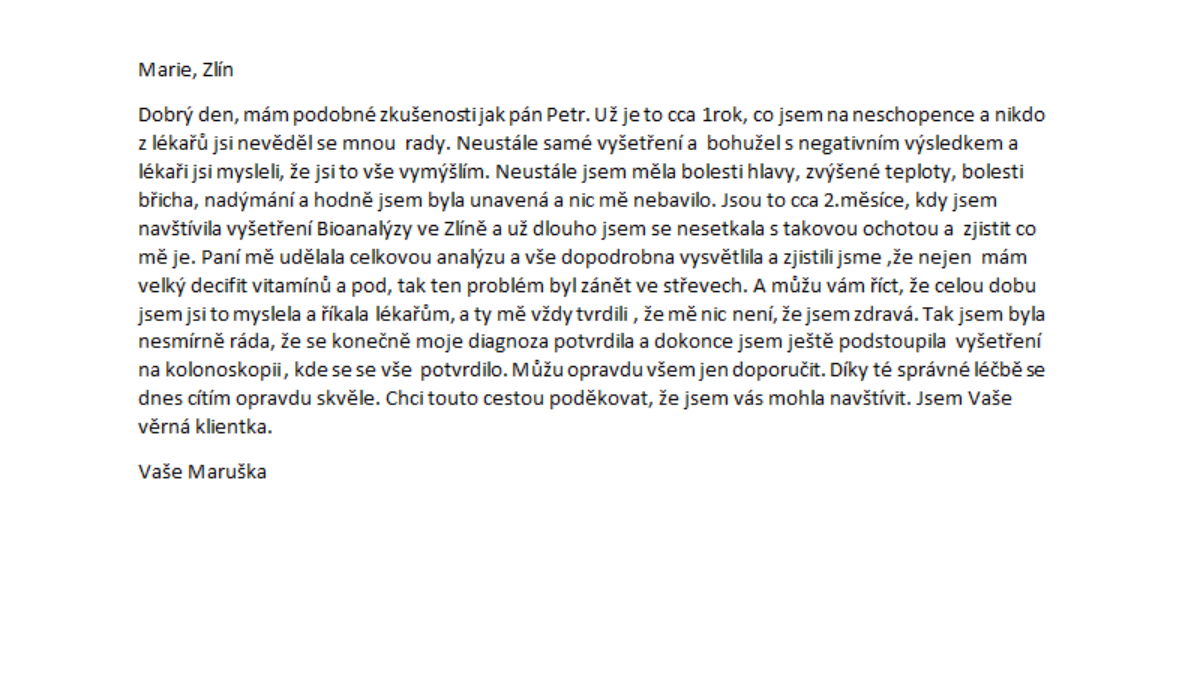 Marie, Zlín
Dobrý den, mám podobné zkušenosti jak pán Petr. Už je to cca 1rok, co jsem na neschopence a nikdo
z lékařů jsi nevěděl se mnou  rady. Neustále samé vyšetření a  bohužel s negativním výsledkem a
lékaři jsi mysleli, že jsi to vše vymýšlím. Neustále jsem měla bolesti hlavy, zvýšené teploty, bolesti
břicha, nadýmání a hodně jsem byla unavená a nic mě nebavilo. Jsou to cca 2.měsíce, kdy jsem
navštívila vyšetření Bioanalýzy ve Zlíně a už dlouho jsem se nesetkala s takovou ochotou a  zjistit co
mě je. Paní mě udělala celkovou analýzu a vše dopodrobna vysvětlila a zjistili jsme ,že nejen  mám
velký decifit vitamínů a pod, tak ten problém byl zánět ve střevech. A můžu vám říct, že celou dobu
jsem jsi to myslela a říkala lékařům, a ty mě vždy tvrdili , že mě nic není, že jsem zdravá. Tak jsem byla
nesmírně ráda, že se konečně moje diagnoza potvrdila a dokonce jsem ještě podstoupila  vyšetření
na kolonoskopii, kde se se vše  potvrdilo. Můžu opravdu všem jen doporučit. Díky té správné léčbě se
dnes cítím opravdu skvěle. Chci touto cestou poděkovat, že jsem vás mohla navštívit. Jsem Vaše
věrná klientka.
Vaše Maruška